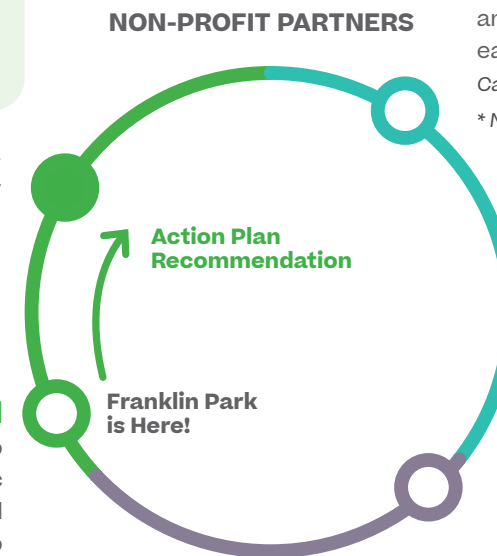 NON-PROFIT PARTNERS
Action Plan
Recommendation
Franklin Park
is Here!